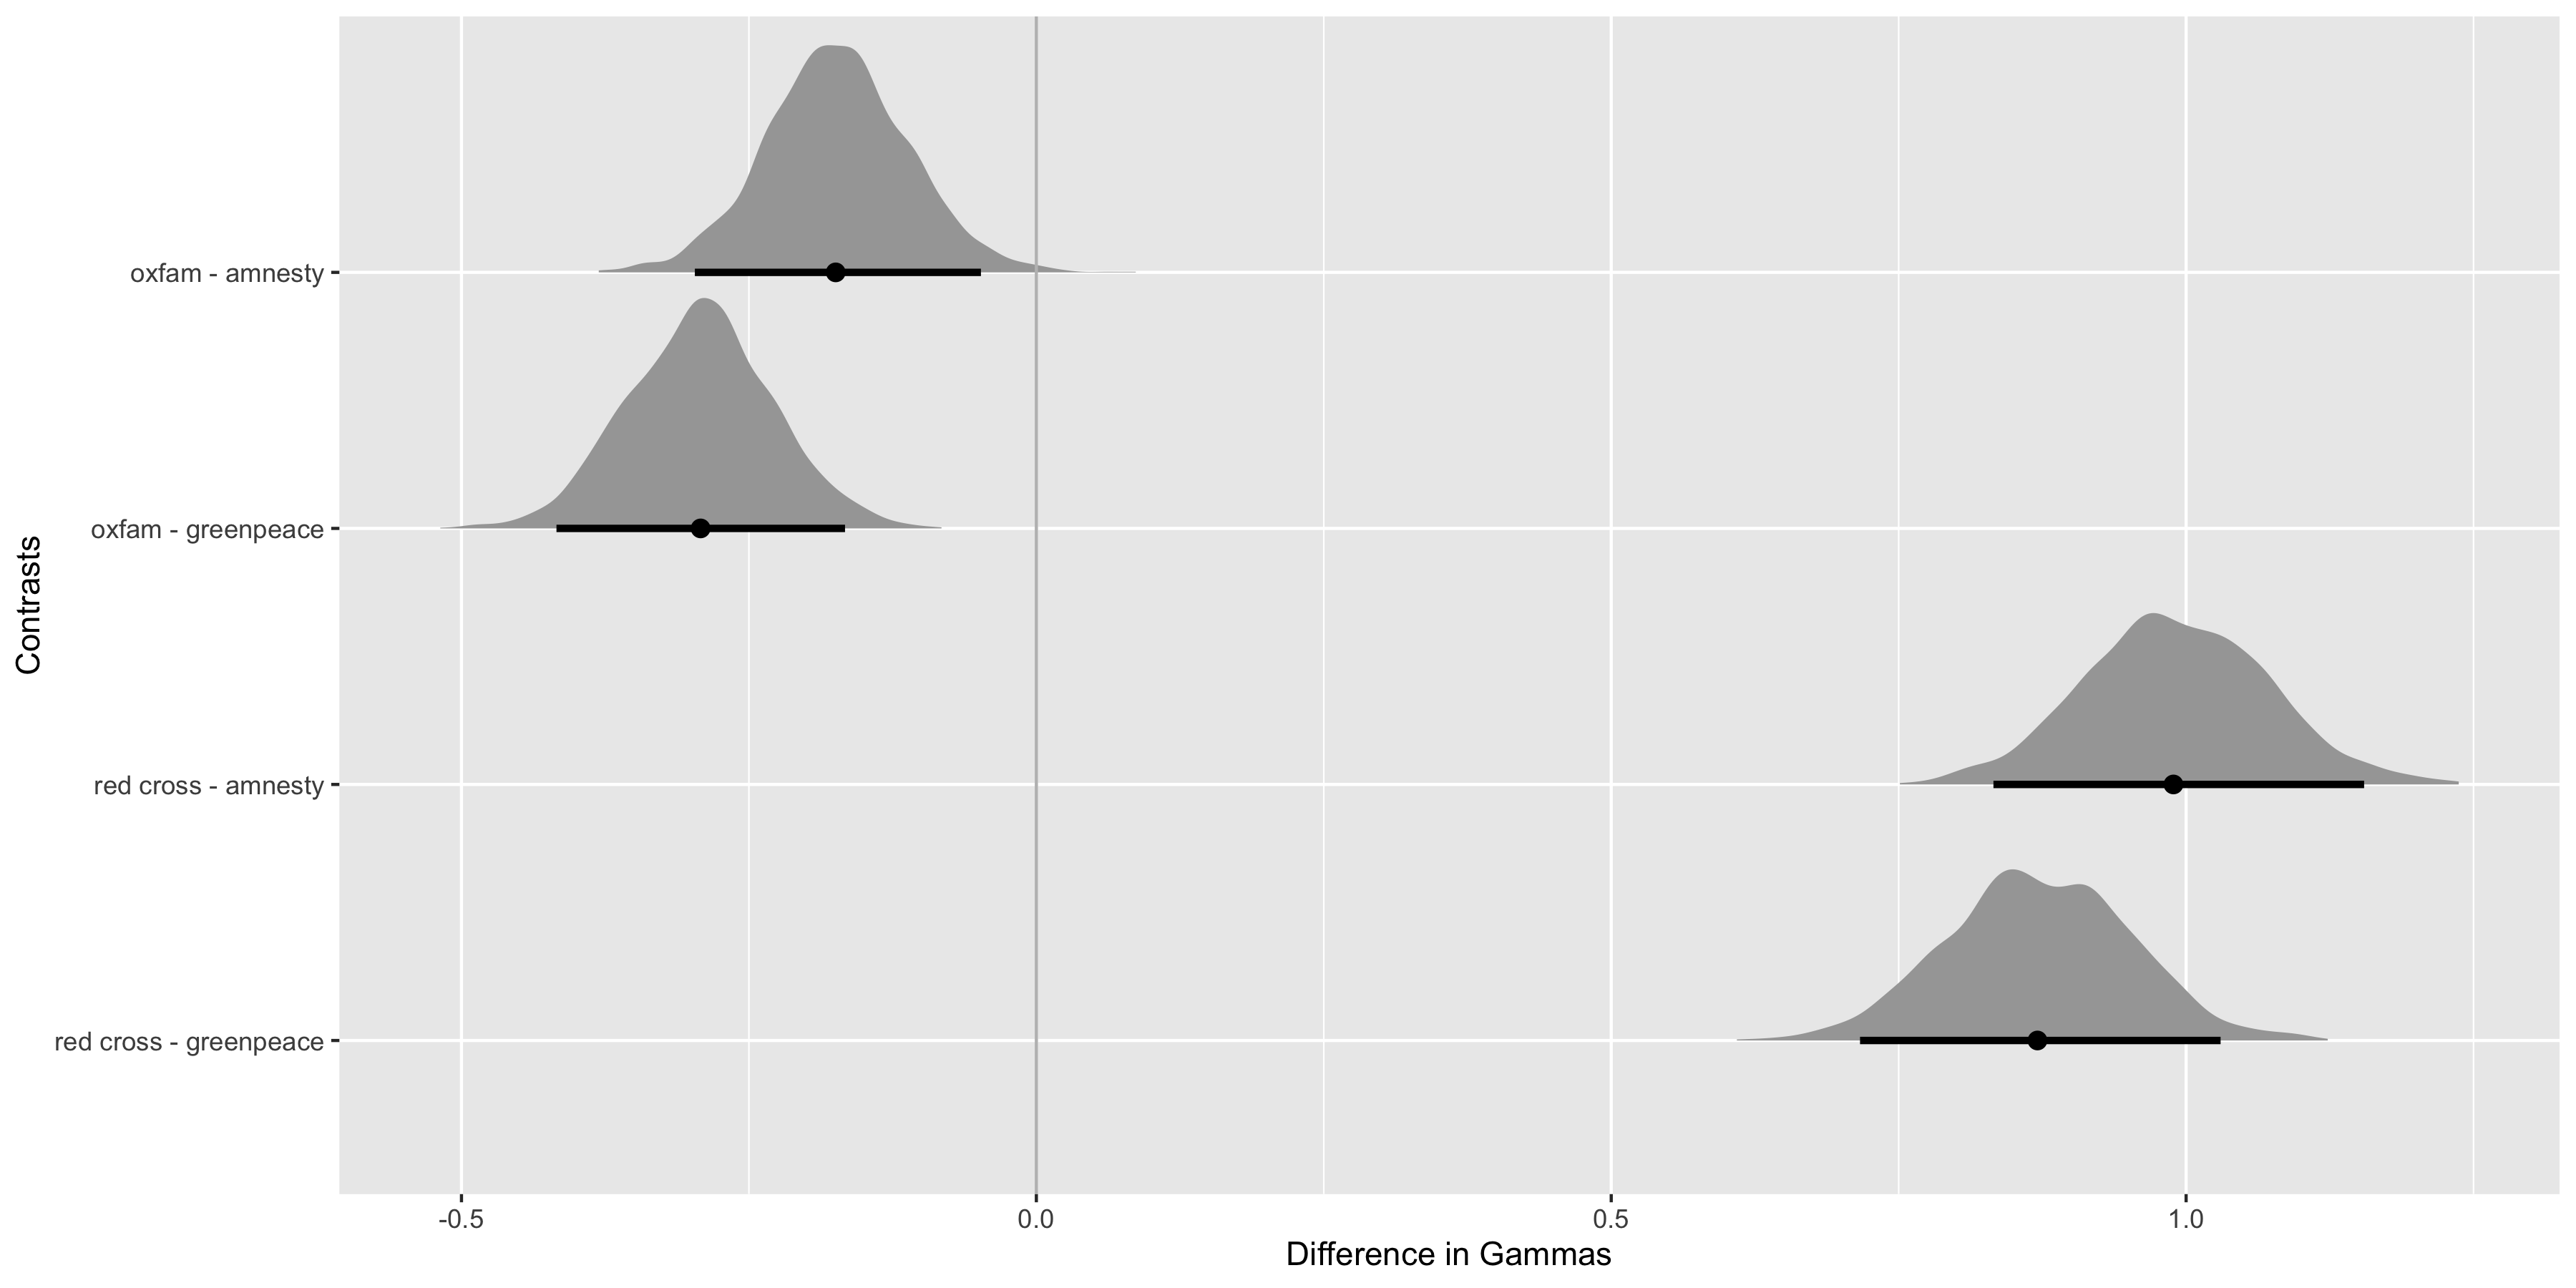 Contrasts
oxfam - amnesty
oxfam - greenpeace
red cross - amnesty
red cross - greenpeace
-0.5 0.0 0.5 1.0
Difference in Gammas